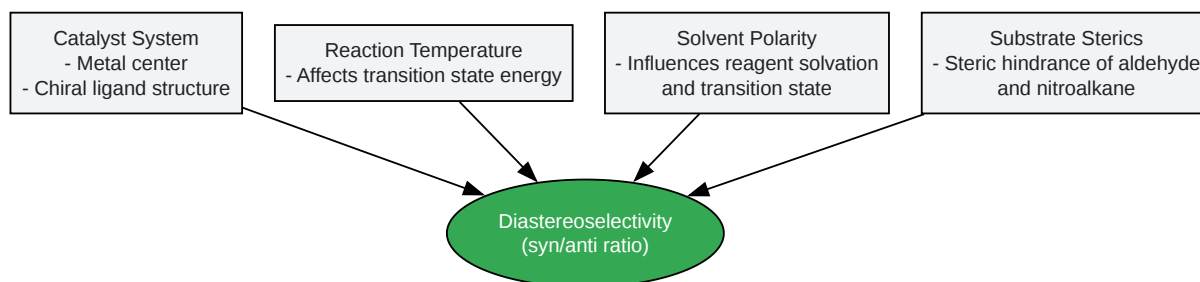 Catalyst System
- Metal center
- Chiral ligand structure
Reaction Temperature
- Affects transition state energy
Solvent Polarity
- Influences reagent solvation
and transition state
Substrate Sterics
- Steric hindrance of aldehyde
and nitroalkane
Diastereoselectivity
(syn/anti ratio)